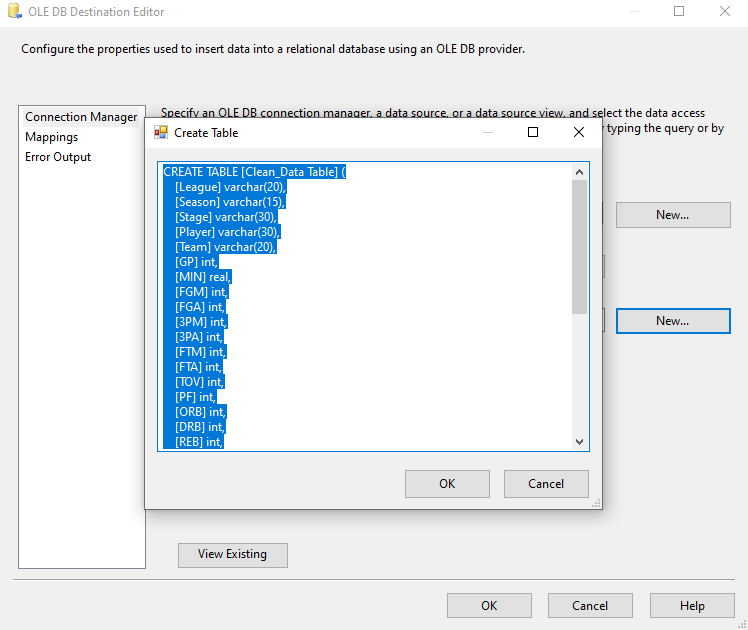 OLE DB Destination Editor
Configure the properties used to insert data into a relational database using an OLE DB provider.
Connection Manager
Mappings
Error Output
Specify an OLE DB connection manager, a data source, or a data source view, and select the data access
typing the query or by
New...
New...
Create Table
CREATE TABLE [Clean_Data Table] (
[League] varchar(20),
[Season] varchar(15),
[Stage] varchar(30),
[Player] varchar(30),
[Team] varchar(20),
[GP] int,
[MIN] real,
[FGM] int,
[FGA] int,
[3PM] int,
[3PA] int,
[FTM] int,
[FTA] int,
[TOV] int,
[PF] int,
[ORB] int,
[DRB] int,
[REB] int,
OK
Cancel
View Existing
OK
Cancel
Help